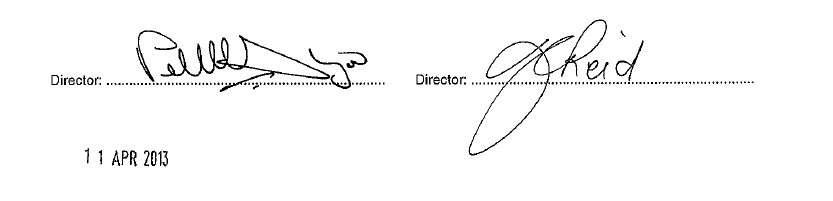 Director: Director: J Reid
11 APR 2013